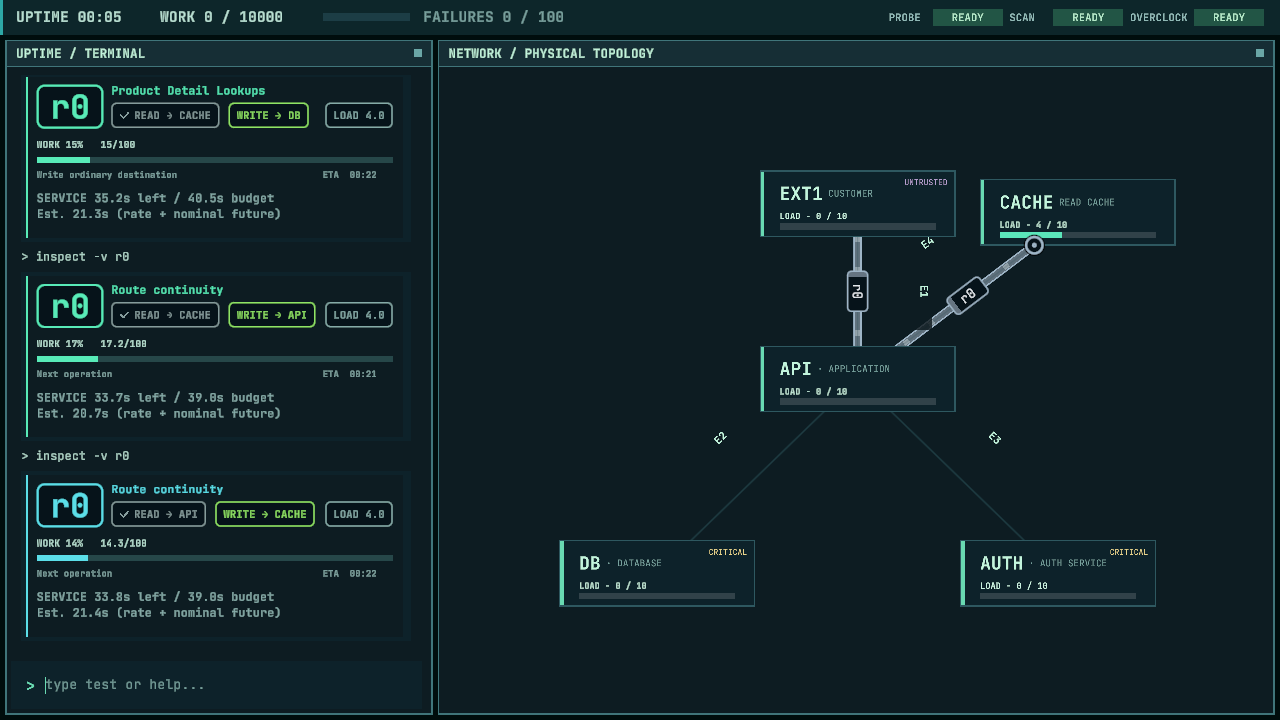 UPTIME 00:05 WORK 0 / 10000 FAILURES 0 / 100 PROBE READY SCAN READY OVERCLOCK READY
UPTIME / TERMINAL
r0 Product Detail Lookups
✓ READ → CACHE WRITE → DB LOAD 4.0
WORK 15% 15/100
Write ordinary destination ETA 00:22
SERVICE 35.2s left / 40.5s budget
Est. 21.3s (rate + nominal future)
> inspect -v r0
r0 Route continuity
✓ READ → CACHE WRITE → API LOAD 4.0
WORK 17% 17.2/100
Next operation ETA 00:21
SERVICE 33.7s left / 39.0s budget
Est. 20.7s (rate + nominal future)
> inspect -v r0
r0 Route continuity
✓ READ → API WRITE → CACHE LOAD 4.0
WORK 14% 14.3/100
Next operation ETA 00:22
SERVICE 33.8s left / 39.0s budget
Est. 21.4s (rate + nominal future)
> type test or help...
NETWORK / PHYSICAL TOPOLOGY
UNTRUSTED
EXT1 CUSTOMER
LOAD - 0 / 10
CACHE READ CACHE
LOAD - 4 / 10
E4
E1
r0
r0
API · APPLICATION
LOAD - 0 / 10
E2
E3
CRITICAL
DB · DATABASE
LOAD - 0 / 10
CRITICAL
AUTH · AUTH SERVICE
LOAD - 0 / 10